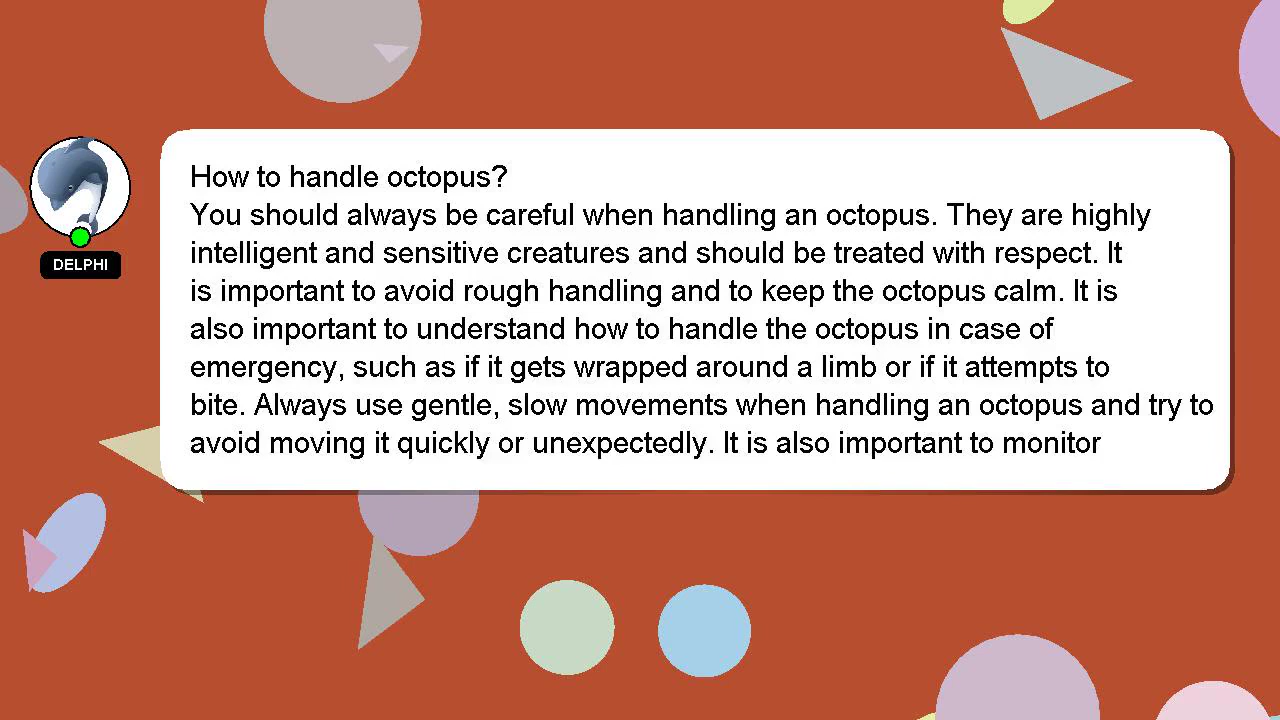 How to handle octopus?
You should always be careful when handling an octopus. They are highly
intelligent and sensitive creatures and should be treated with respect. It
is important to avoid rough handling and to keep the octopus calm. It is
also important to understand how to handle the octopus in case of
emergency, such as if it gets wrapped around a limb or if it attempts to
bite. Always use gentle, slow movements when handling an octopus and try to
avoid moving it quickly or unexpectedly. It is also important to monitor
DELPHI